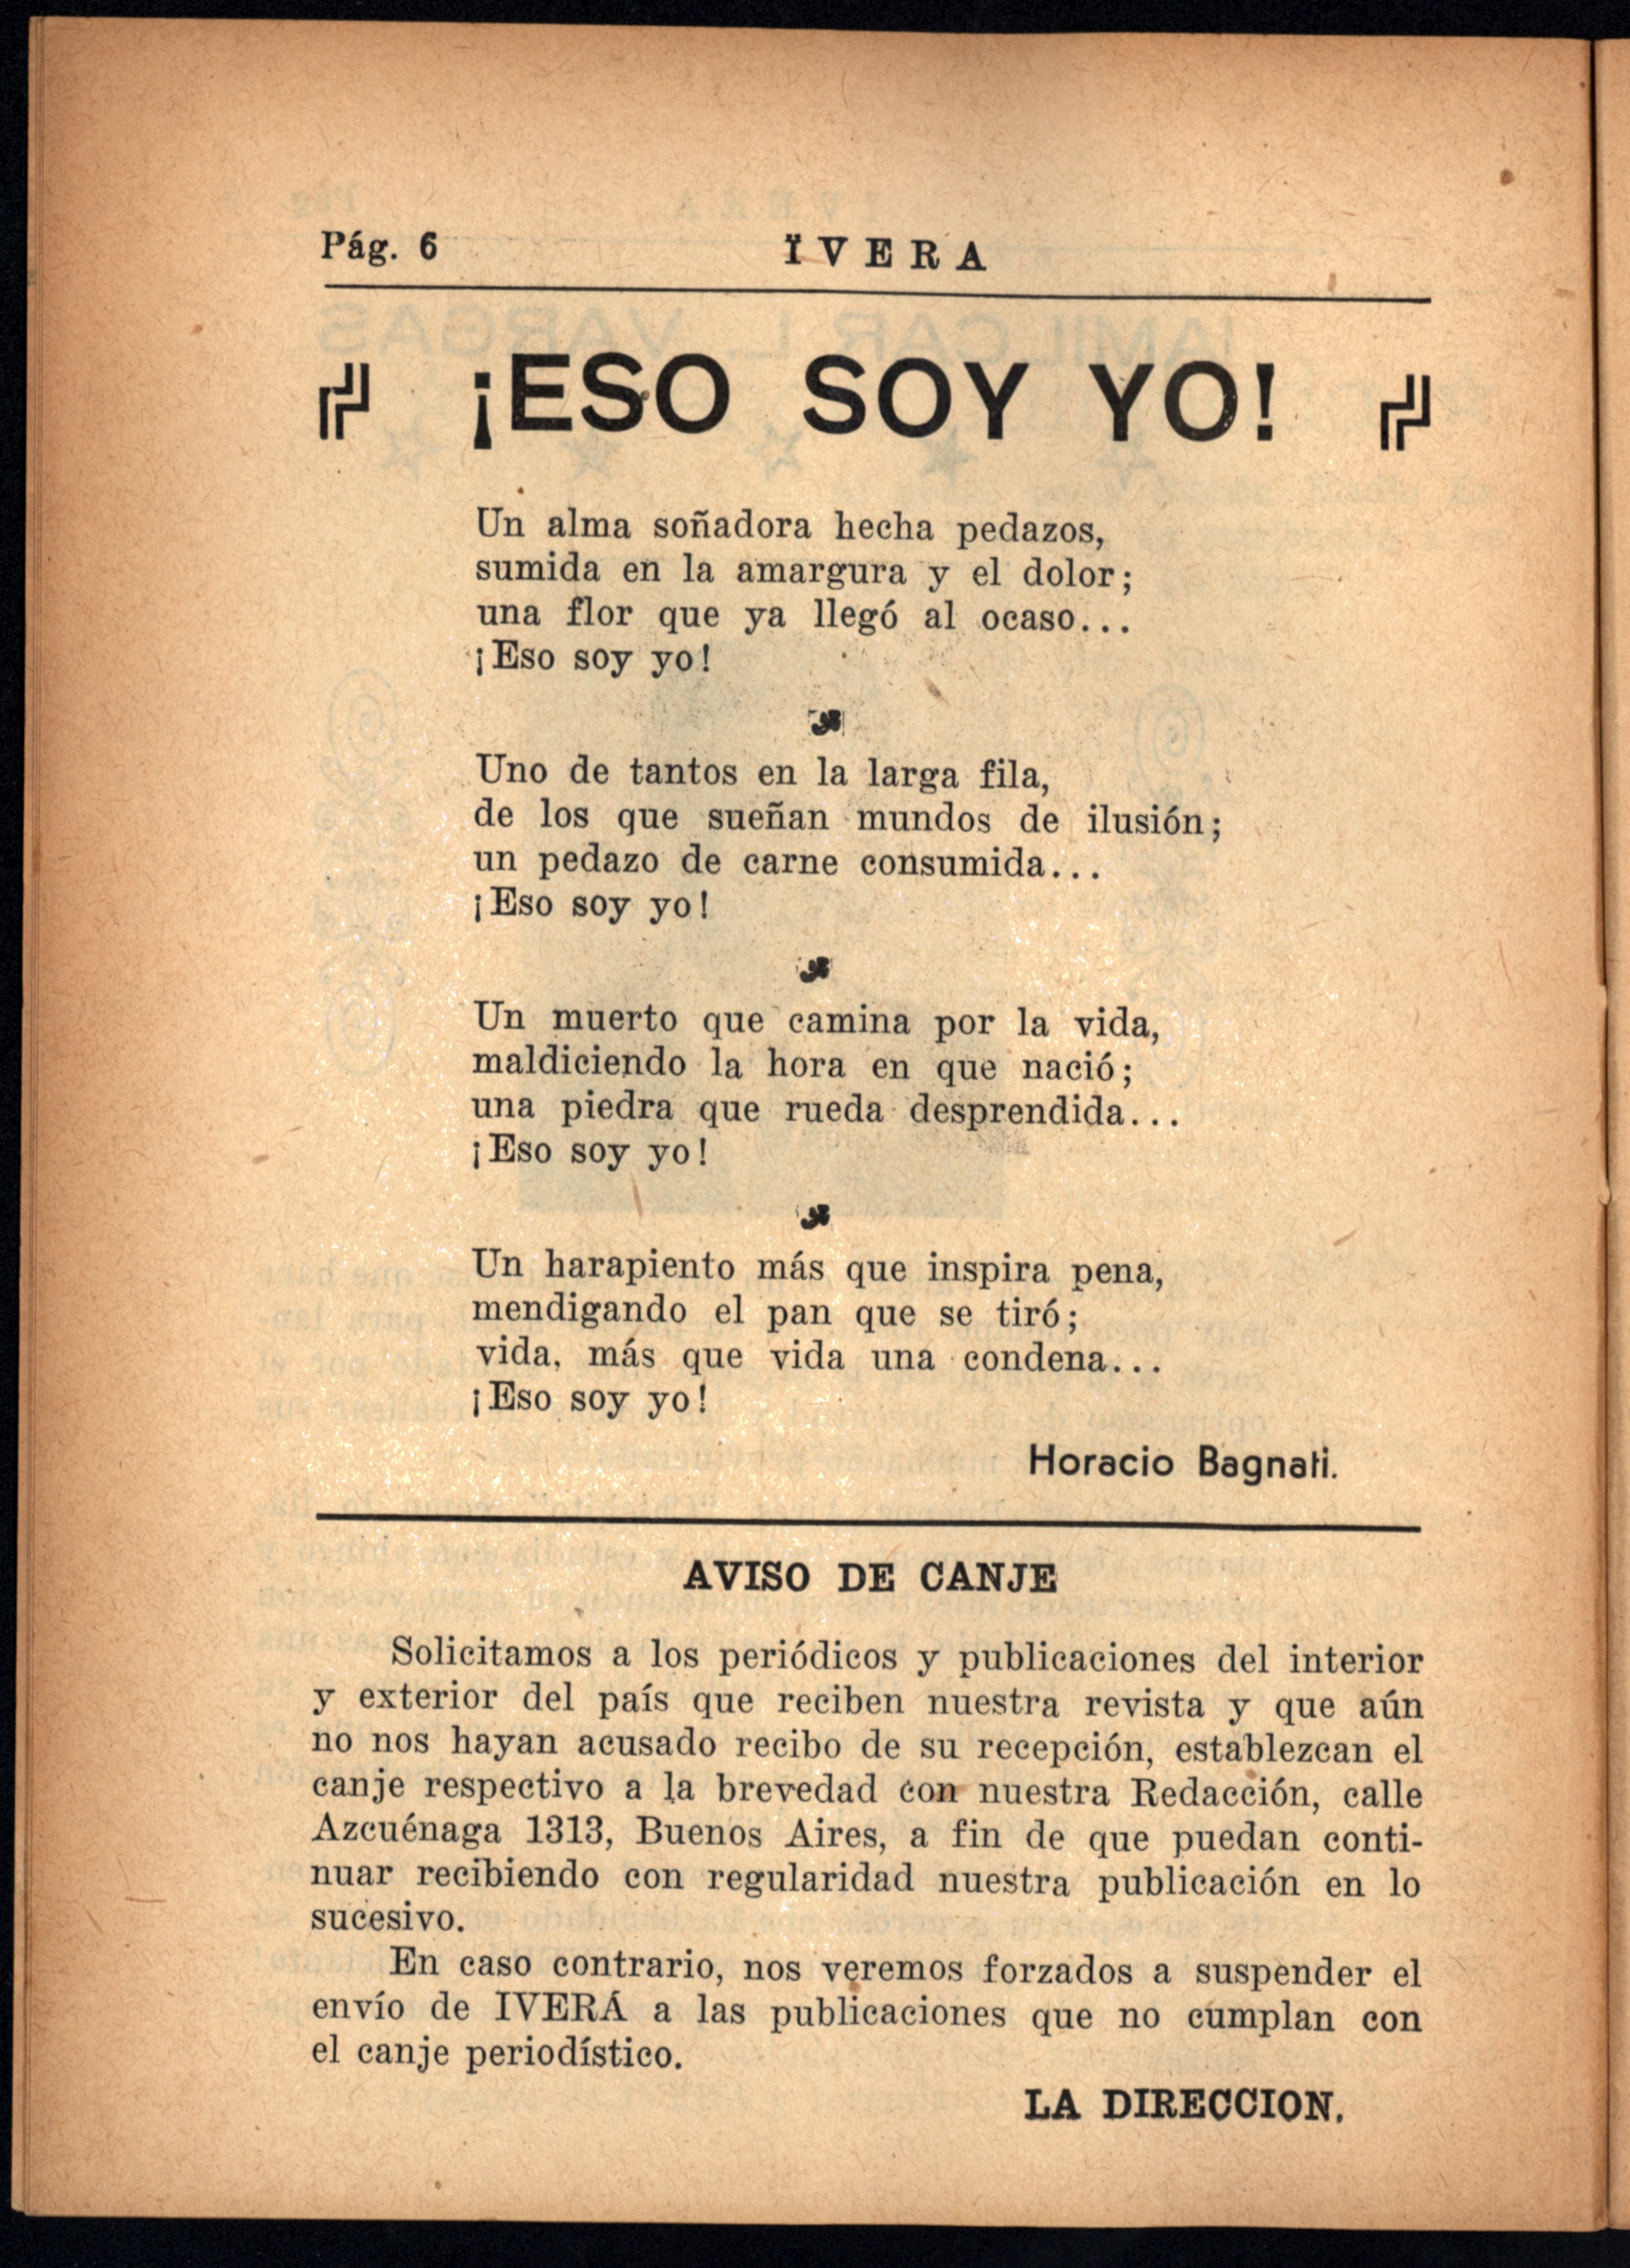 Pág. 6
ÏVERA
¡ESO SOY YO!
Un alma soñadora hecha pedazos,
sumida en la amargura y el dolor;
una flor que ya llegó al ocaso...
¡Eso soy yo!
Uno de tantos en la larga fila,
de los que sueñan mundos de ilusión;
un pedazo de carne consumida...
¡Eso soy yo!
Un muerto que camina por la vida,
maldiciendo la hora en que nació;
una piedra que rueda desprendida...
¡Eso soy yo!
Un harapiento más que inspira pena,
mendigando el pan que se tiró;
vida, más que vida una condena...
¡Eso soy yo!
Horacio Bagnati.
AVISO DE CANJE
Solicitamos a los periódicos y publicaciones del interior
y exterior del país que reciben nuestra revista y que aún
no nos hayan acusado recibo de su recepción, establezcan el
canje respectivo a la brevedad con nuestra Redacción, calle
Azcuénaga 1313, Buenos Aires, a fin de que puedan conti-
nuar recibiendo con regularidad nuestra publicación en lo
sucesivo.
En caso contrario, nos veremos forzados a suspender el
envío de IVERÁ a las publicaciones que no cumplan con
el canje periodístico.
LA DIRECCION.